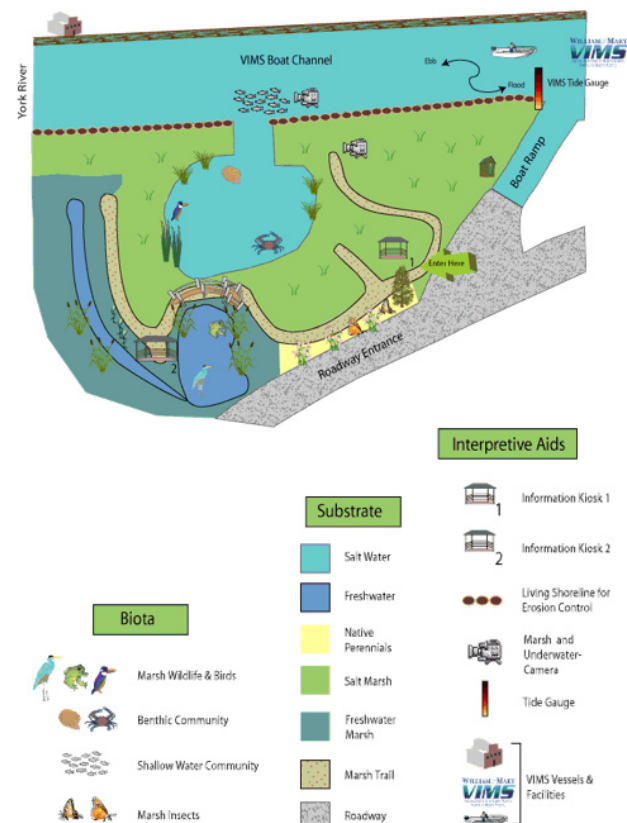 WILLIAM & MARY
VIMS
VIMS Boat Channel
Ebb
Flood
VIMS Tide Gauge
York River
Boat Ramp
1
Enter Here
2
Roadway Entrance
Interpretive Aids
1
Information Kiosk 1
2
Information Kiosk 2
Living Shoreline for
Erosion Control
Marsh and
Underwater-
Camera
Tide Gauge
WILLIAM & MARY
VIMS
VIMS Vessels &
Facilities
Substrate
Salt Water
Freshwater
Native
Perennials
Salt Marsh
Freshwater
Marsh
Marsh Trail
Roadway
Biota
Marsh Wildlife & Birds
Benthic Community
Shallow Water Community
Marsh Insects